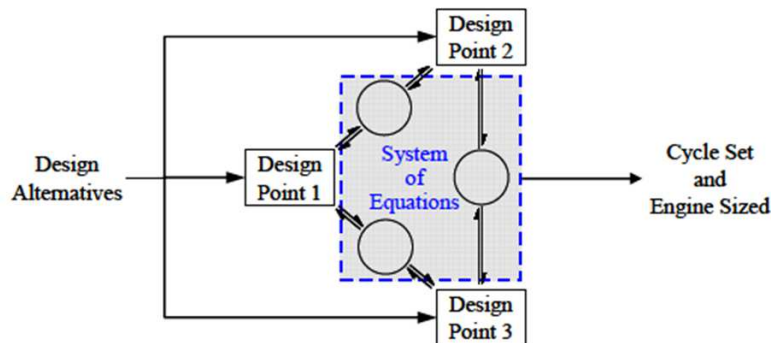 Design
Point 2
Design
Alternatives
Design
Point 1
System
of
Equations
Cycle Set
and
Engine Sized
Design
Point 3